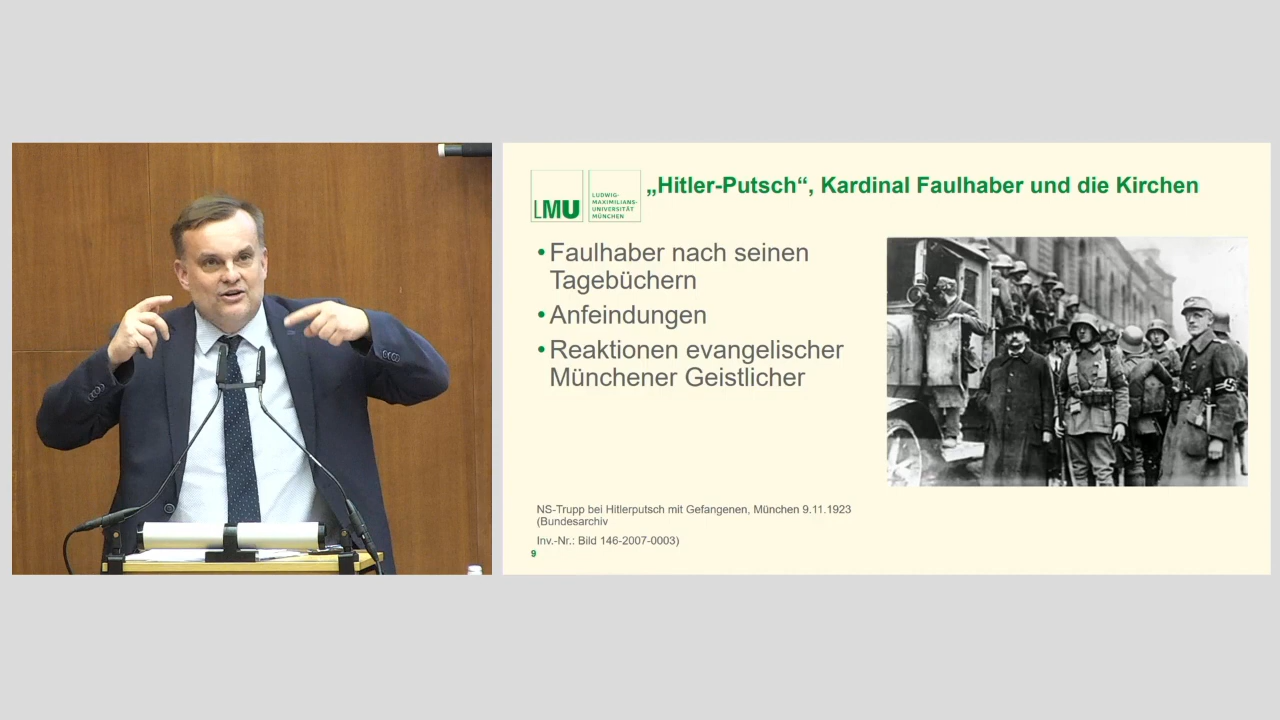 „Hitler-Putsch“, Kardinal Faulhaber und die Kirchen
LMU
LUDWIG-
MAXIMILIANS-
UNIVERSITÄT
MÜNCHEN
•Faulhaber nach seinen
Tagebüchern
•Anfeindungen
•Reaktionen evangelischer
Münchener Geistlicher
NS-Trupp bei Hitlerputsch mit Gefangenen, München 9.11.1923
(Bundesarchiv
Inv.-Nr.: Bild 146-2007-0003)
9